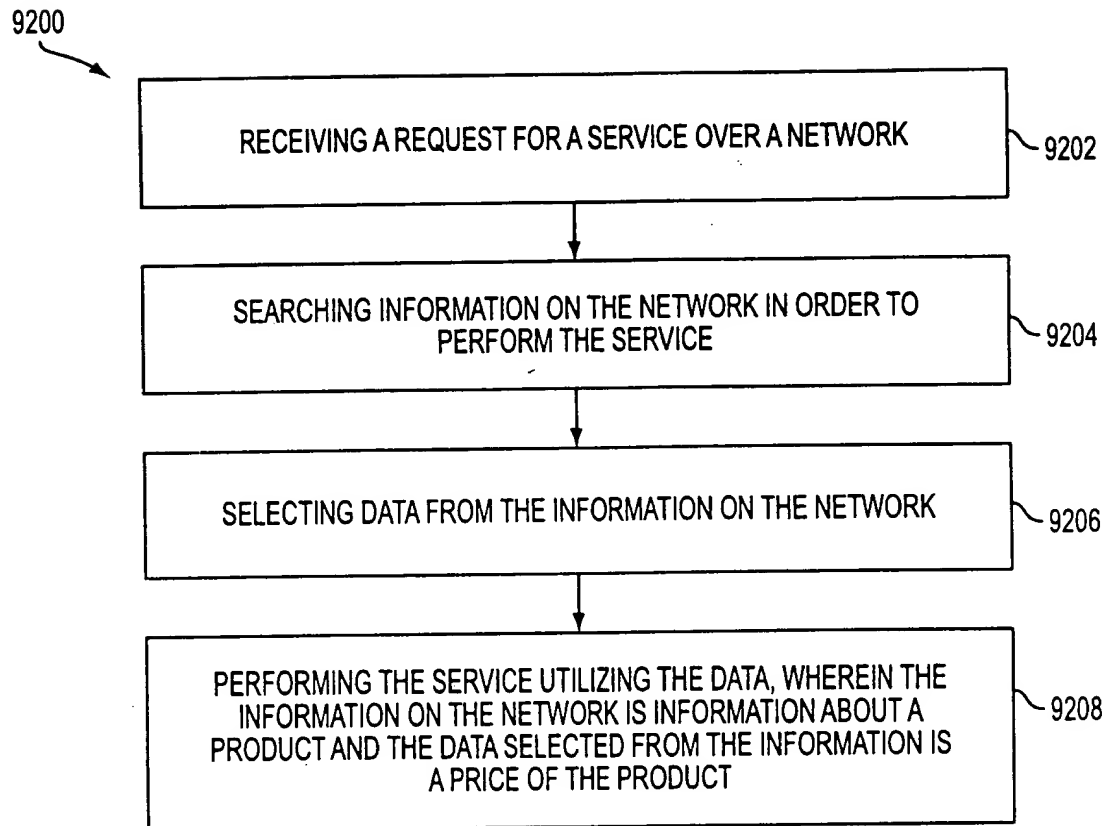 9200
RECEIVING A REQUEST FOR A SERVICE OVER A NETWORK
9202
SEARCHING INFORMATION ON THE NETWORK IN ORDER TO
PERFORM THE SERVICE
9204
SELECTING DATA FROM THE INFORMATION ON THE NETWORK
9206
PERFORMING THE SERVICE UTILIZING THE DATA, WHEREIN THE
INFORMATION ON THE NETWORK IS INFORMATION ABOUT A
PRODUCT AND THE DATA SELECTED FROM THE INFORMATION IS
A PRICE OF THE PRODUCT
9208